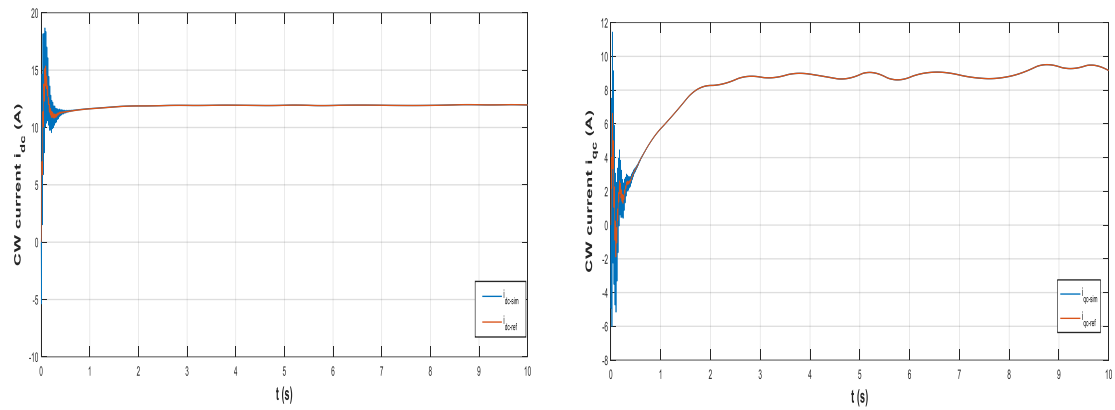 20
15
10
5
0
-5
-10
CW current i_dc (A)
0 1 2 3 4 5 6 7 8 9 10
t (s)
i_dc-sim
i_dc-ref
12
10
8
6
4
2
0
-2
-4
-6
-8
CW current i_qc (A)
0 1 2 3 4 5 6 7 8 9 10
t (s)
i_qc-sim
i_qc-ref